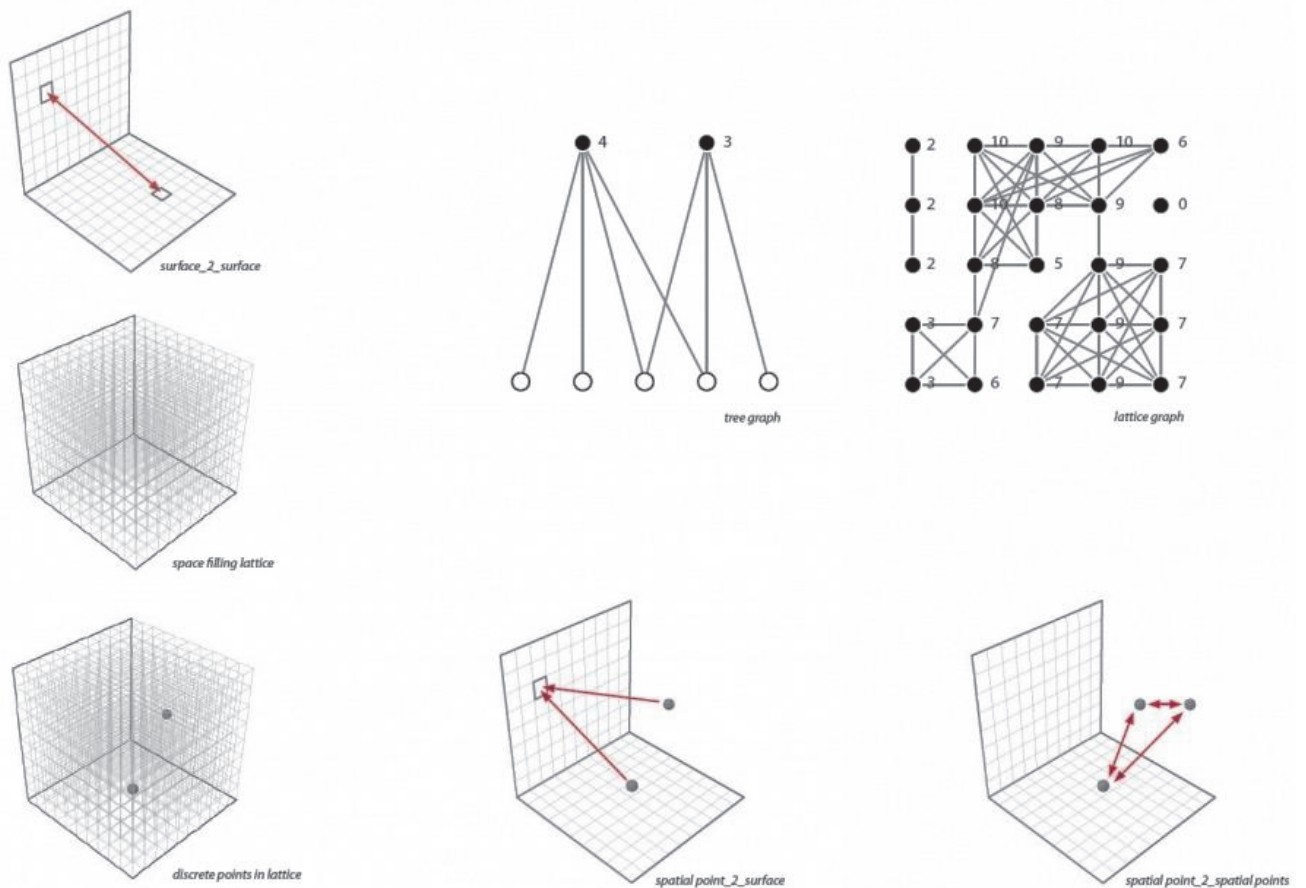 surface_2_surface
4 3
tree graph
2 10 9 10 6
2 10 8 9 0
2 8 5 9 7
3 7 7 9 7
3 6 7 9 7
lattice graph
space filling lattice
discrete points in lattice
spatial point_2_surface
spatial point_2_spatial points